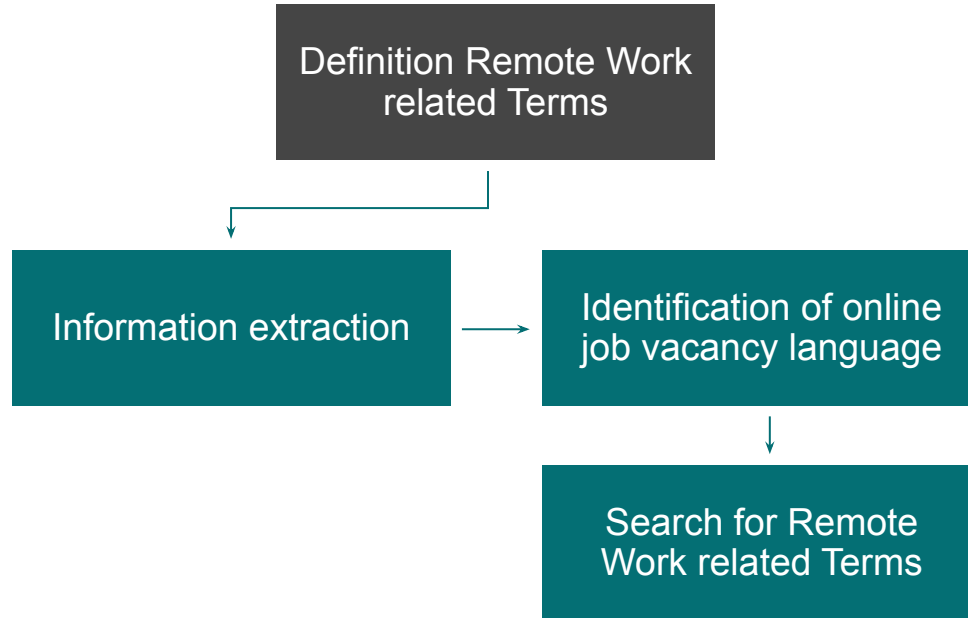 Definition Remote Work
related Terms
Information extraction
Identification of online
job vacancy language
Search for Remote
Work related Terms